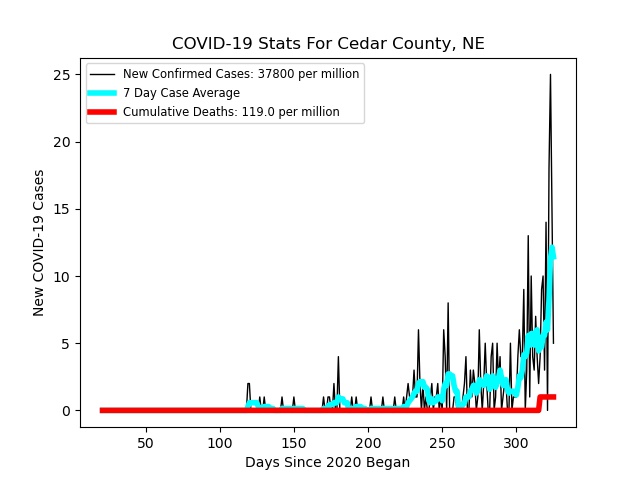 COVID-19 Stats For Cedar County, NE
New Confirmed Cases: 37800 per million
7 Day Case Average
Cumulative Deaths: 119.0 per million
New COVID-19 Cases
25
20
15
10
5
0
50 100 150 200 250 300
Days Since 2020 Began